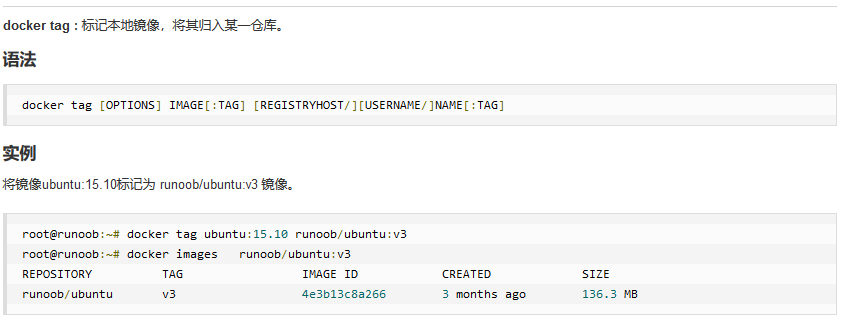 docker tag : 标记本地镜像，将其归入某一仓库。
语法
docker tag [OPTIONS] IMAGE[:TAG] [REGISTRYHOST/][USERNAME/]NAME[:TAG]
实例
将镜像ubuntu:15.10标记为 runoob/ubuntu:v3 镜像。
root@runoob:~# docker tag ubuntu:15.10 runoob/ubuntu:v3
root@runoob:~# docker images   runoob/ubuntu:v3
REPOSITORY          TAG                 IMAGE ID            CREATED             SIZE
runoob/ubuntu       v3                  4e3b13c8a266        3 months ago        136.3 MB